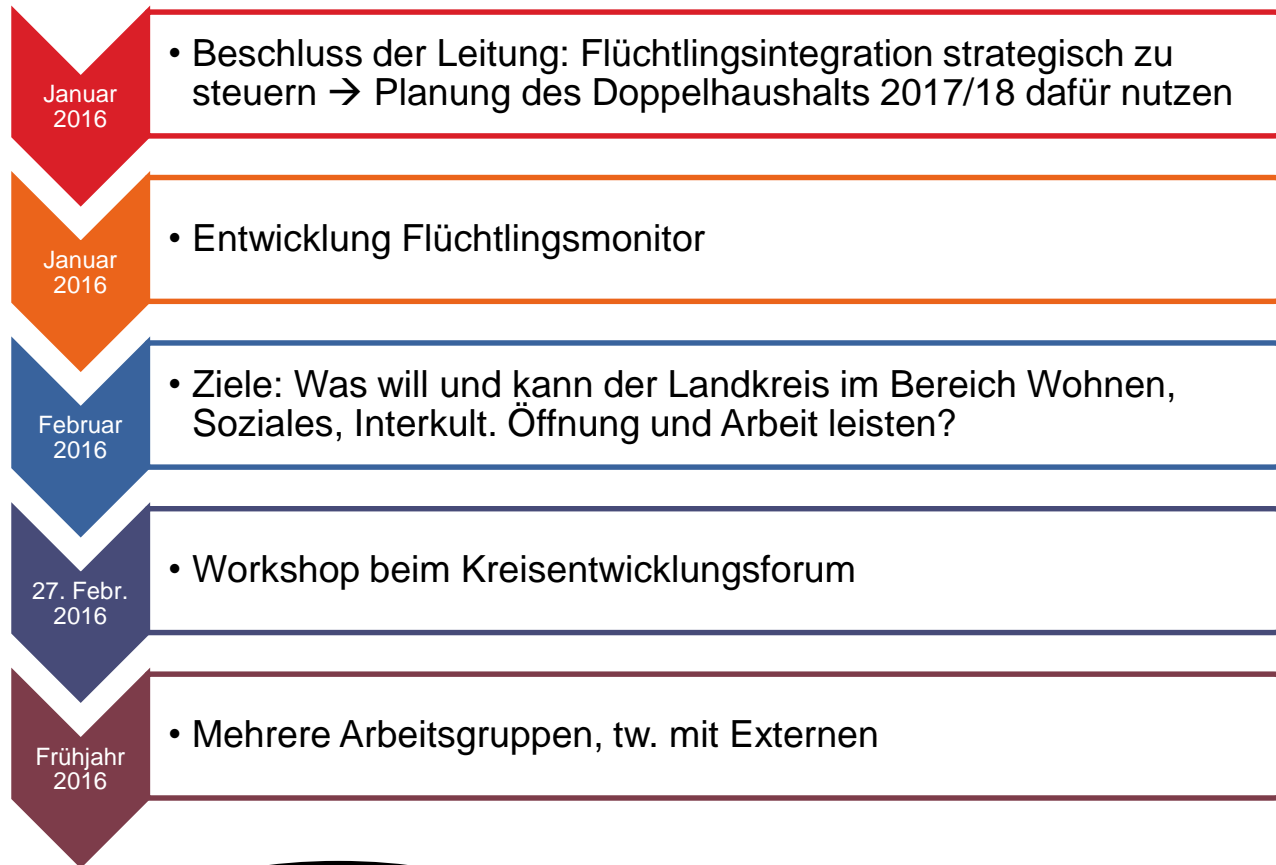 Januar
2016
• Beschluss der Leitung: Flüchtlingsintegration strategisch zu
steuern → Planung des Doppelhaushalts 2017/18 dafür nutzen
Januar
2016
• Entwicklung Flüchtlingsmonitor
Februar
2016
• Ziele: Was will und kann der Landkreis im Bereich Wohnen,
Soziales, Interkult. Öffnung und Arbeit leisten?
27. Febr.
2016
• Workshop beim Kreisentwicklungsforum
Frühjahr
2016
• Mehrere Arbeitsgruppen, tw. mit Externen